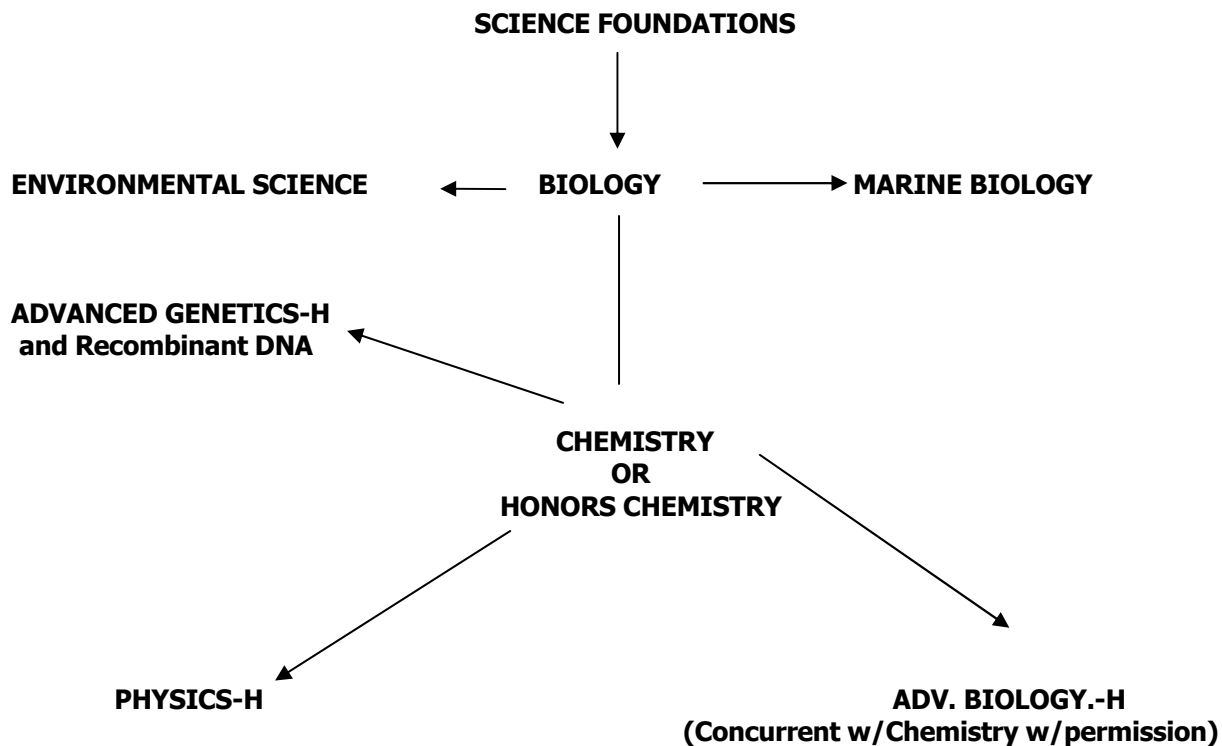 SCIENCE FOUNDATIONS
ENVIRONMENTAL SCIENCE
BIOLOGY
MARINE BIOLOGY
ADVANCED GENETICS-H
and Recombinant DNA
CHEMISTRY
OR
HONORS CHEMISTRY
PHYSICS-H
ADV. BIOLOGY.-H
(Concurrent w/Chemistry w/permission)